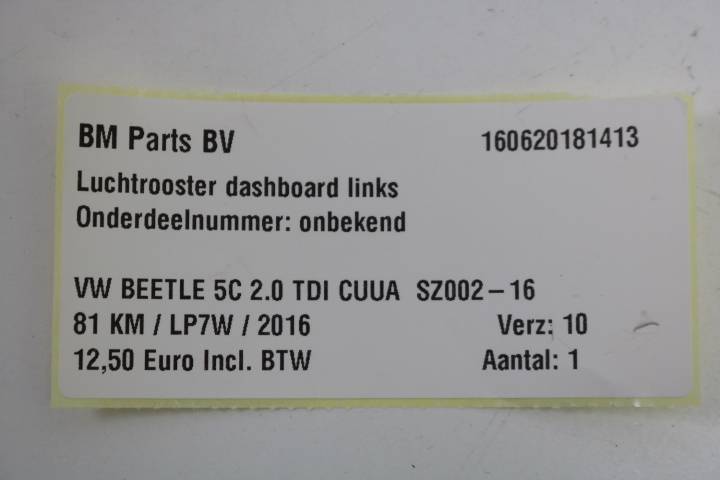 BM Parts BV 160620181413
Luchtrooster dashboard links
Onderdeelnummer: onbekend
VW BEETLE 5C 2.0 TDI CUUA SZ002-16
81 KM / LP7W / 2016 Verz: 10
12,50 Euro Incl. BTW Aantal: 1